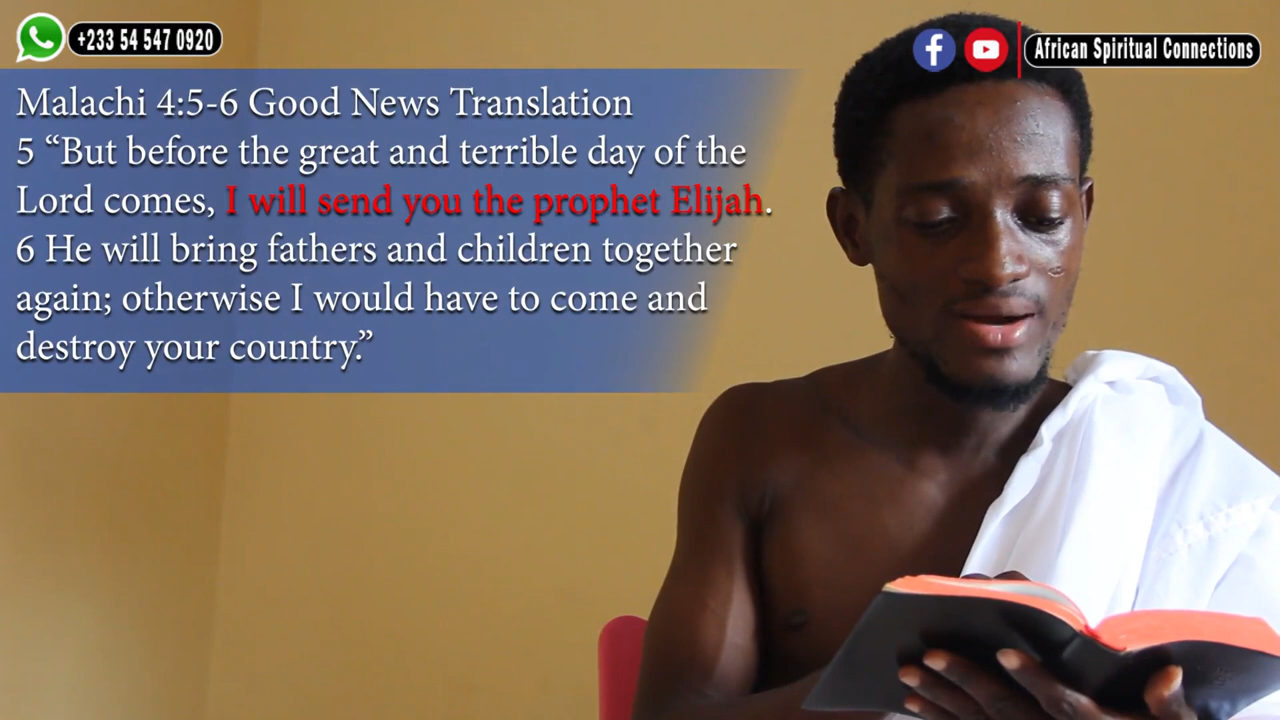 +233 54 547 0920
African Spiritual Connections
Malachi 4:5-6 Good News Translation
5 “But before the great and terrible day of the
Lord comes, I will send you the prophet Elijah.
6 He will bring fathers and children together
again; otherwise I would have to come and
destroy your country.”